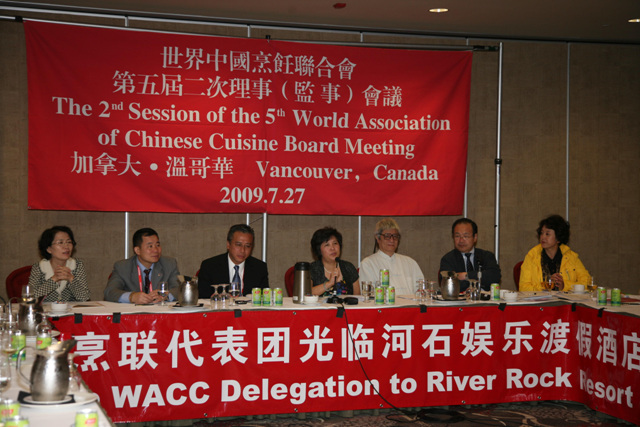 世界中國烹飪聯合會
第五屆二次理事（監事）會議
The 2nd Session of the 5th World Association
of Chinese Cuisine Board Meeting
加拿大·溫哥華 Vancouver, Canada
2009.7.27
烹联代表团光临河石娱乐渡假酒店
WACC Delegation to River Rock Resort